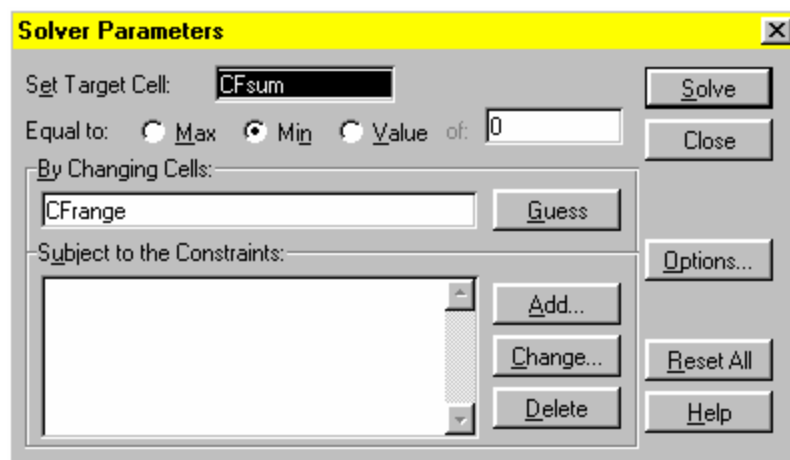 Solver Parameters
Set Target Cell: CFsum
Solve
Equal to: Max Min Value of: 0
Close
By Changing Cells:
CFrange Guess
Subject to the Constraints:
Options...
Add...
Change...
Reset All
Delete
Help